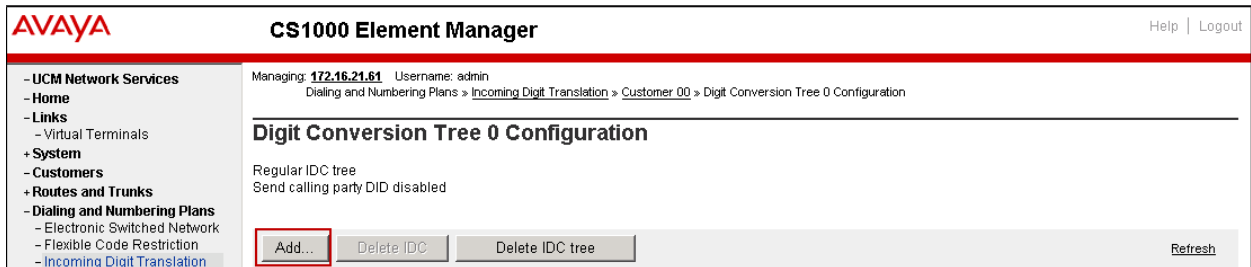 AVAYA
CS1000 Element Manager
Help | Logout
- UCM Network Services
- Home
- Links
- Virtual Terminals
+ System
- Customers
+ Routes and Trunks
- Dialing and Numbering Plans
- Electronic Switched Network
- Flexible Code Restriction
- Incoming Digit Translation
Managing: 172.16.21.61 Username: admin
Dialing and Numbering Plans » Incoming Digit Translation » Customer 00 » Digit Conversion Tree 0 Configuration
Digit Conversion Tree 0 Configuration
Regular IDC tree
Send calling party DID disabled
Add... Delete IDC Delete IDC tree Refresh